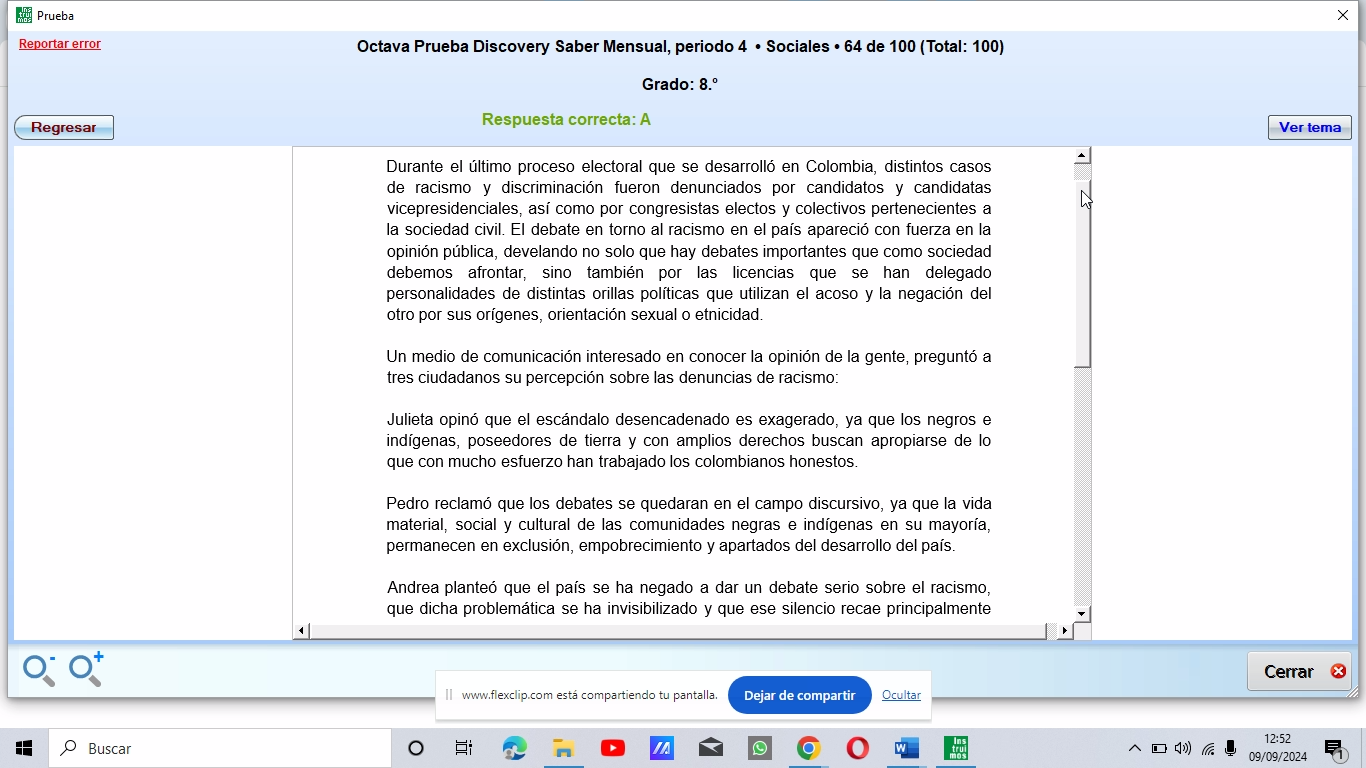 Ins
trui
mos
Prueba
Reportar error
Octava Prueba Discovery Saber Mensual, periodo 4 • Sociales • 64 de 100 (Total: 100)
Grado: 8.°
Respuesta correcta: A
Regresar
Ver tema
Durante el último proceso electoral que se desarrolló en Colombia, distintos casos
de racismo y discriminación fueron denunciados por candidatos y candidatas
vicepresidenciales, así como por congresistas electos y colectivos pertenecientes a
la sociedad civil. El debate en torno al racismo en el país apareció con fuerza en la
opinión pública, develando no solo que hay debates importantes que como sociedad
debemos afrontar, sino también por las licencias que se han delegado
personalidades de distintas orillas políticas que utilizan el acoso y la negación del
otro por sus orígenes, orientación sexual o etnicidad.
Un medio de comunicación interesado en conocer la opinión de la gente, preguntó a
tres ciudadanos su percepción sobre las denuncias de racismo:
Julieta opinó que el escándalo desencadenado es exagerado, ya que los negros e
indígenas, poseedores de tierra y con amplios derechos buscan apropiarse de lo
que con mucho esfuerzo han trabajado los colombianos honestos.
Pedro reclamó que los debates se quedaran en el campo discursivo, ya que la vida
material, social y cultural de las comunidades negras e indígenas en su mayoría,
permanecen en exclusión, empobrecimiento y apartados del desarrollo del país.
Andrea planteó que el país se ha negado a dar un debate serio sobre el racismo,
que dicha problemática se ha invisibilizado y que ese silencio recae principalmente
Cerrar
www.flexclip.com está compartiendo tu pantalla.
Dejar de compartir
Ocultar
Buscar
Ins
trui
mos
12:52
09/09/2024
1